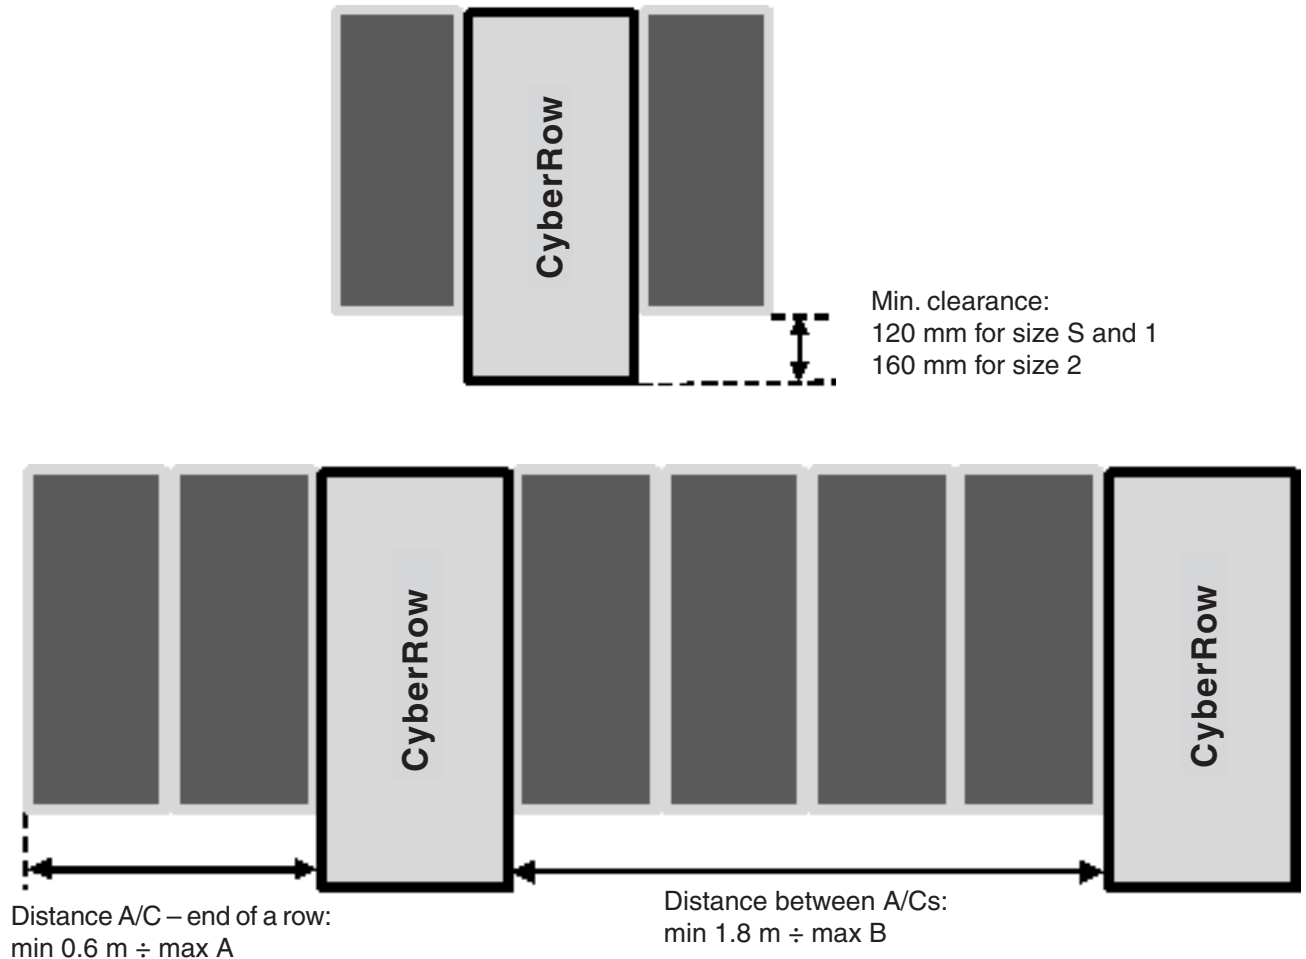 CyberRow
Min. clearance:
120 mm for size S and 1
160 mm for size 2
CyberRow
CyberRow
Distance A/C – end of a row:
min 0.6 m ÷ max A
Distance between A/Cs:
min 1.8 m ÷ max B